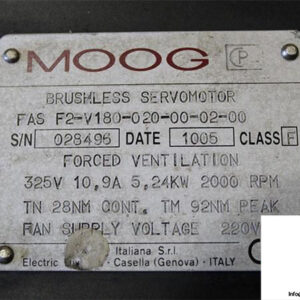 MOOG
BRUSHLESS SERVOMOTOR
FAS F2-V180-020-00-02-00
S/N 028496 DATE 1005 CLASS F
FORCED VENTILATION
325V 10,9A 5,24KW 2000 RPM
TN 28NM CONT. TM 92NM PEAK
FAN SUPPLY VOLTAGE 220V
Italiana S.r.l.
Electric - Casella (Genova) - ITALY